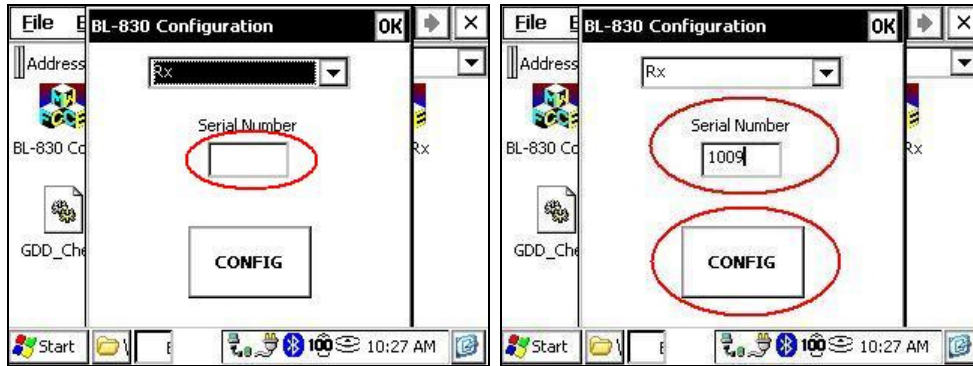 File E
BL-830 Configuration OK
Address
Rx
Serial Number
BL-830 Co
Rx
GDD_Che
CONFIG
Start
100
10:27 AM
File E
BL-830 Configuration OK
Address
Rx
Serial Number
1009
BL-830 Co
Rx
GDD_Che
CONFIG
Start
100
10:27 AM